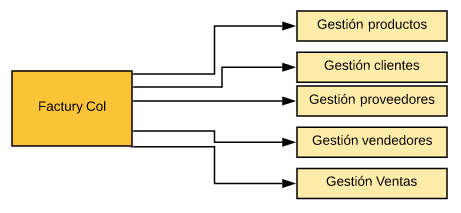 Gestión productos
Gestión clientes
Factury Col
Gestión proveedores
Gestión vendedores
Gestión Ventas